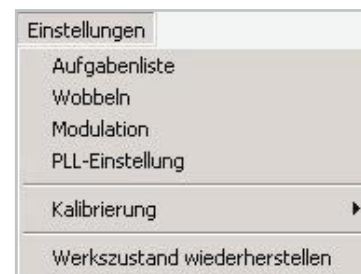 Einstellungen
Aufgabenliste
Wobbeln
Modulation
PLL-Einstellung
Kalibrierung
Werkszustand wiederherstellen